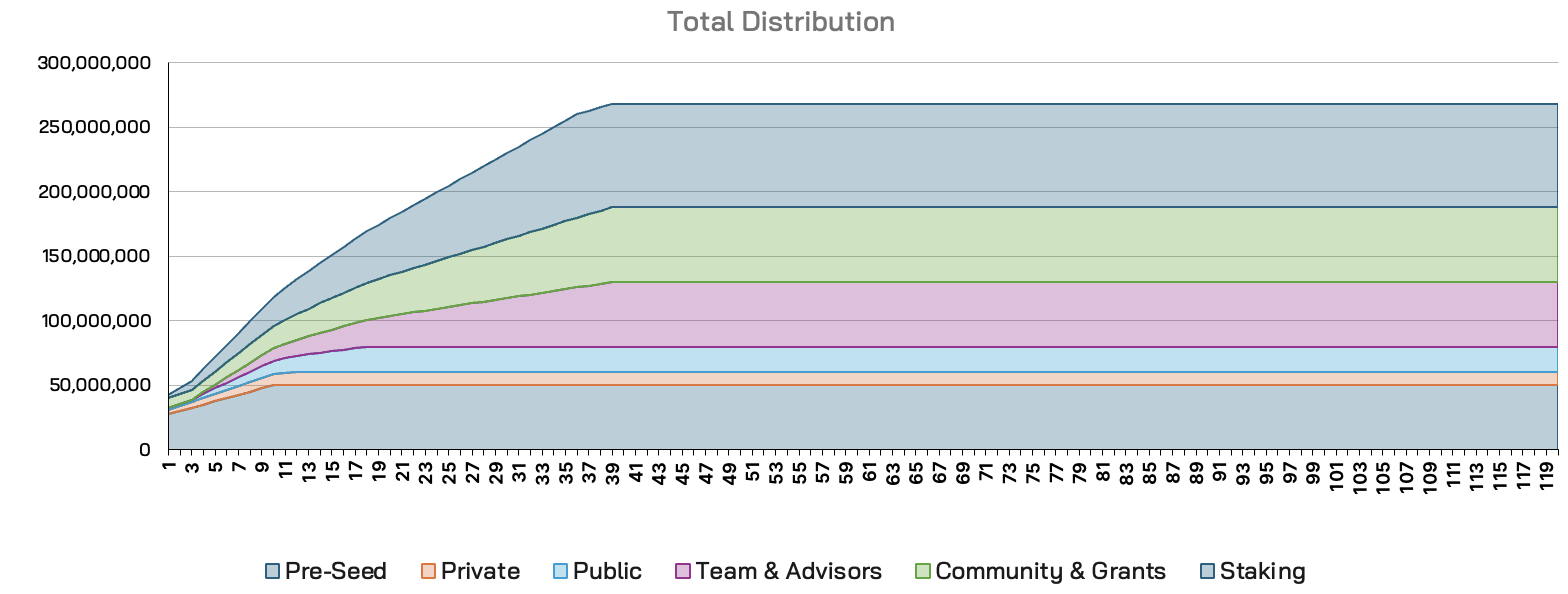 Total Distribution
300,000,000
250,000,000
200,000,000
150,000,000
100,000,000
50,000,000
0
1 3 5 7 9 11 13 15 17 19 21 23 25 27 29 31 33 35 37 39 41 43 45 47 49 51 53 55 57 59 61 63 65 67 69 71 73 75 77 79 81 83 85 87 89 91 93 95 97 99 101 103 105 107 109 111 113 115 117 119
Pre-Seed Private Public Team & Advisors Community & Grants Staking